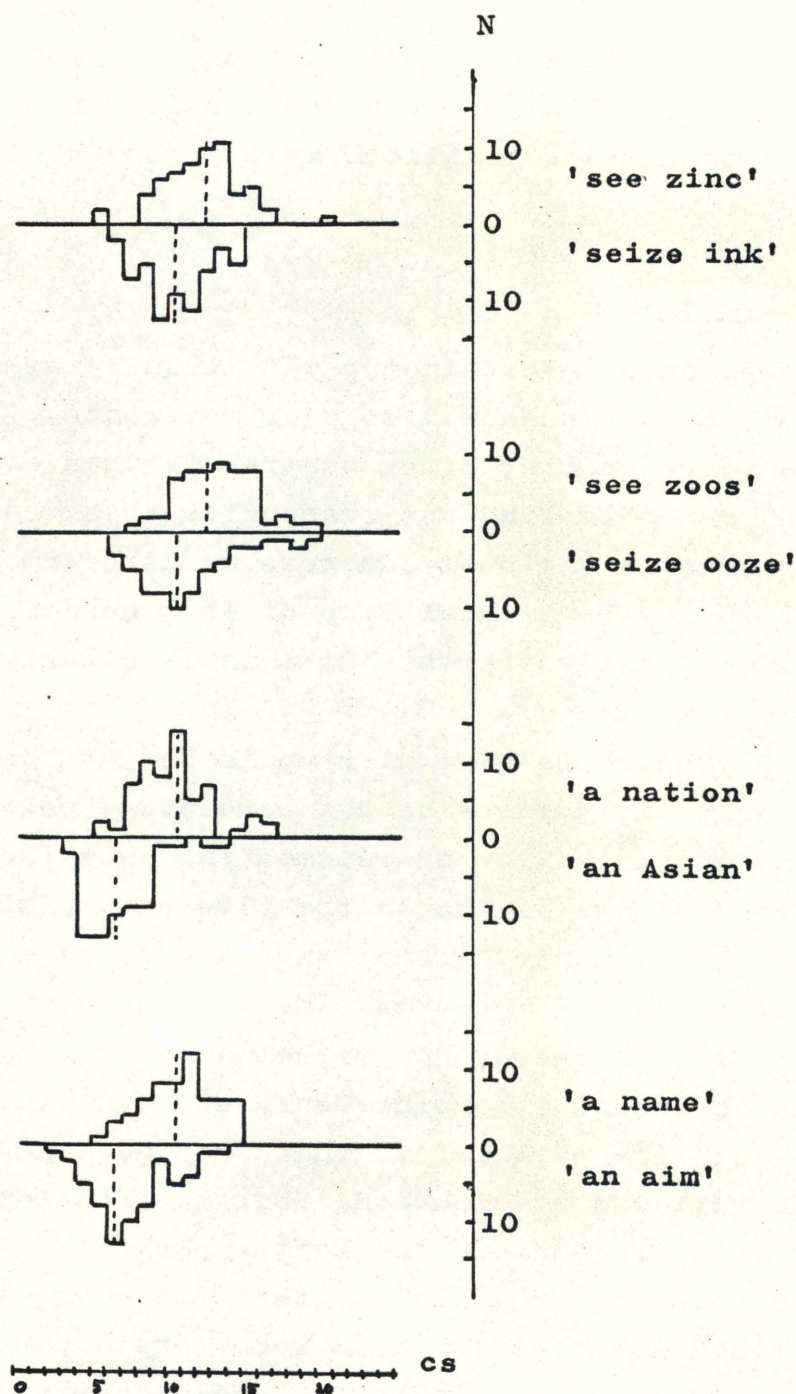 N
10
'see zinc'
0
'seize ink'
10
10
'see zoos'
0
'seize ooze'
10
10
'a nation'
0
'an Asian'
10
10
'a name'
0
'an aim'
10
cs
0 5 10 15 20